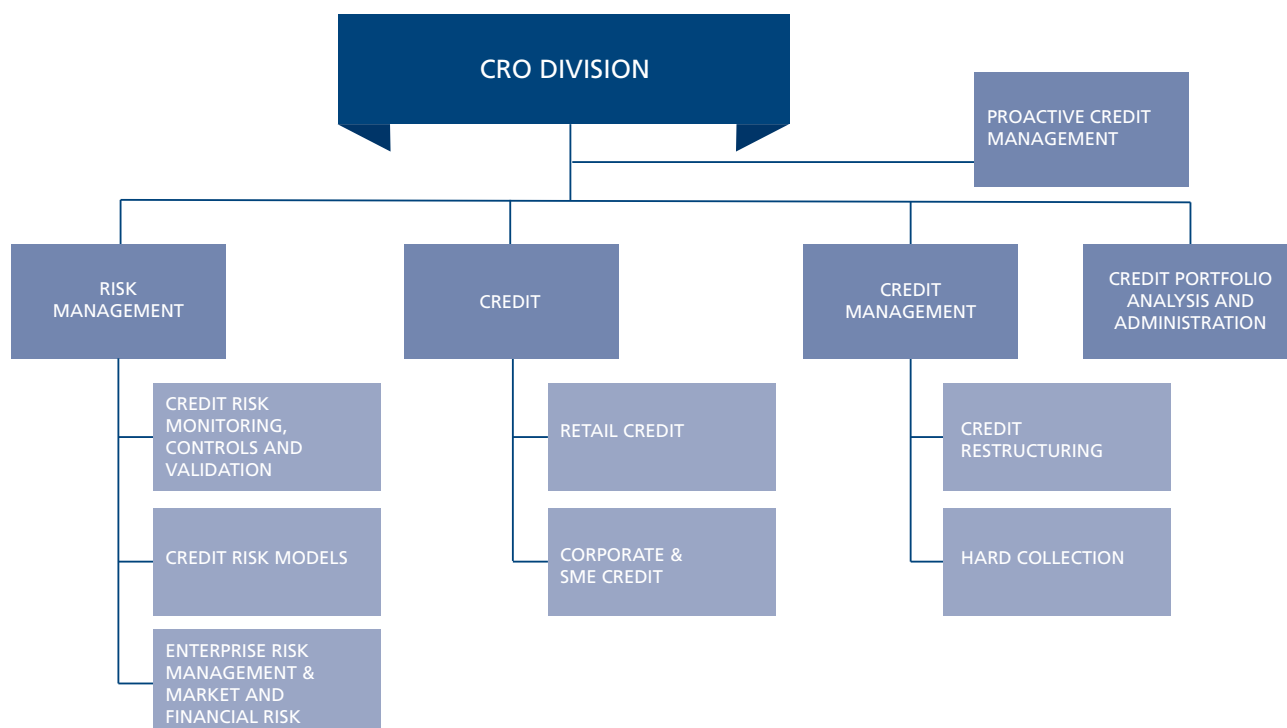 CRO DIVISION
PROACTIVE CREDIT
MANAGEMENT
RISK
MANAGEMENT
CREDIT
CREDIT
MANAGEMENT
CREDIT PORTFOLIO
ANALYSIS AND
ADMINISTRATION
CREDIT RISK
MONITORING,
CONTROLS AND
VALIDATION
RETAIL CREDIT
CREDIT
RESTRUCTURING
CREDIT RISK MODELS
CORPORATE &
SME CREDIT
HARD COLLECTION
ENTERPRISE RISK
MANAGEMENT &
MARKET AND
FINANCIAL RISK